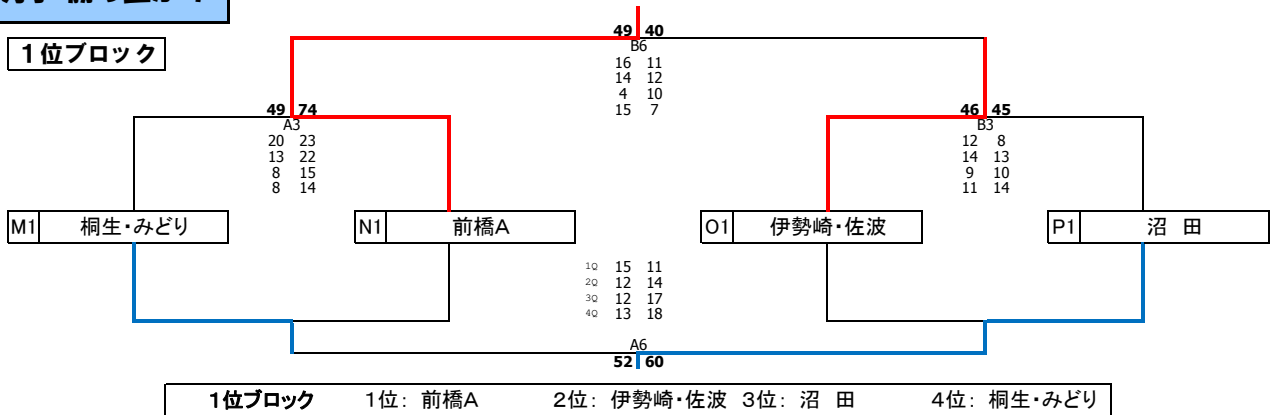 1位ブロック
49 40
B6
16 11
14 12
4 10
15 7
49 74
A3
20 23
13 22
8 15
8 14
46 45
B3
12 8
14 13
9 10
11 14
M1 桐生・みどり
N1 前橋A
O1 伊勢崎・佐波
P1 沼 田
1Q 15 11
2Q 12 14
3Q 12 17
4Q 13 18
A6
52 60
1位ブロック 1位: 前橋A 2位: 伊勢崎・佐波 3位: 沼 田 4位: 桐生・みどり